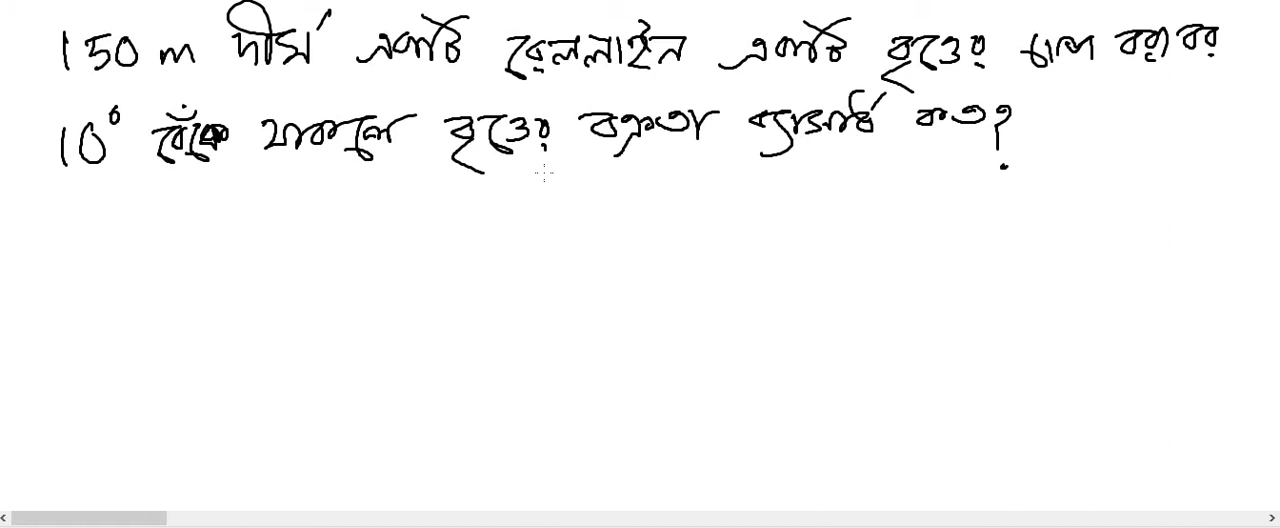 150 m দীর্ঘ একটি রেললাইন একটি বৃত্তের চাপ বরাবর
10° বেঁকে থাকলে বৃত্তের বক্রতা ব্যাসার্ধ কত?